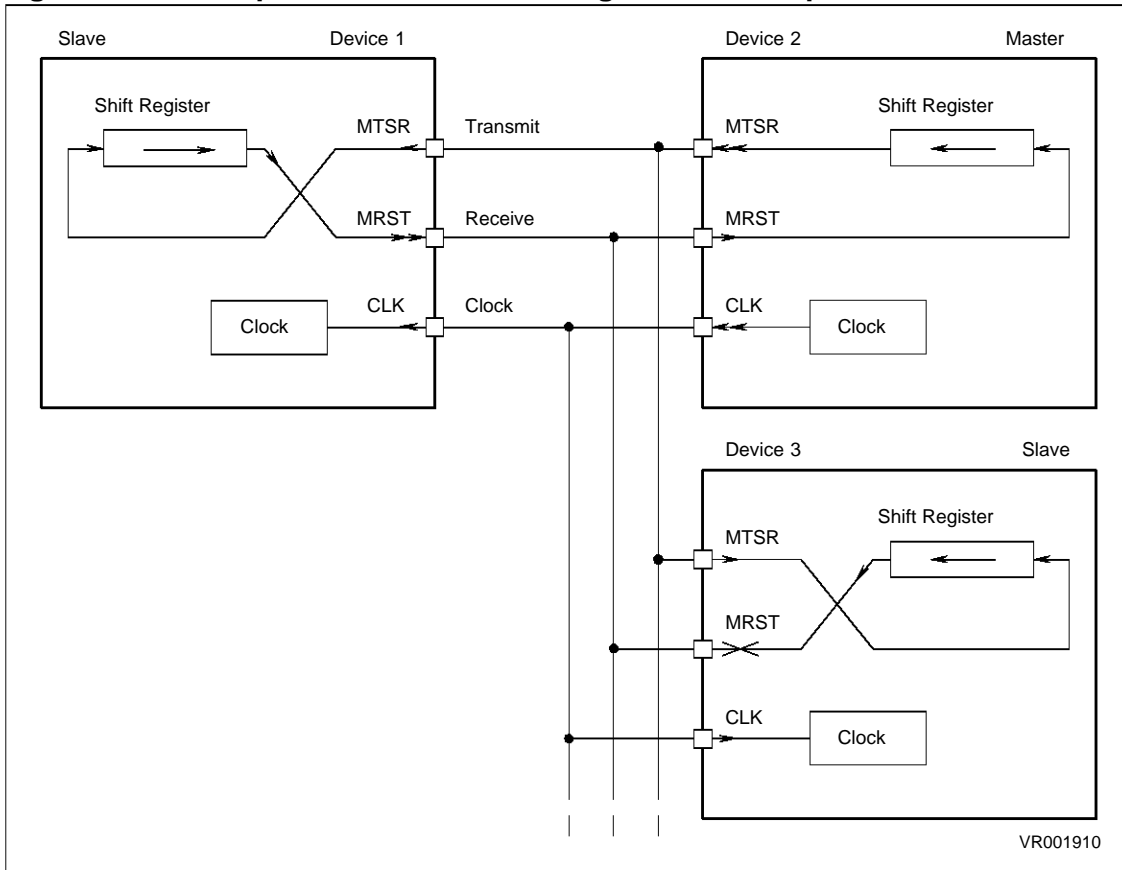 Slave Device 1 Device 2 Master
Shift Register
MTSR Transmit MTSR
Shift Register
MRST Receive MRST
CLK Clock CLK
Clock
Clock
Device 3 Slave
Shift Register
MTSR
MRST
CLK
Clock
VR001910